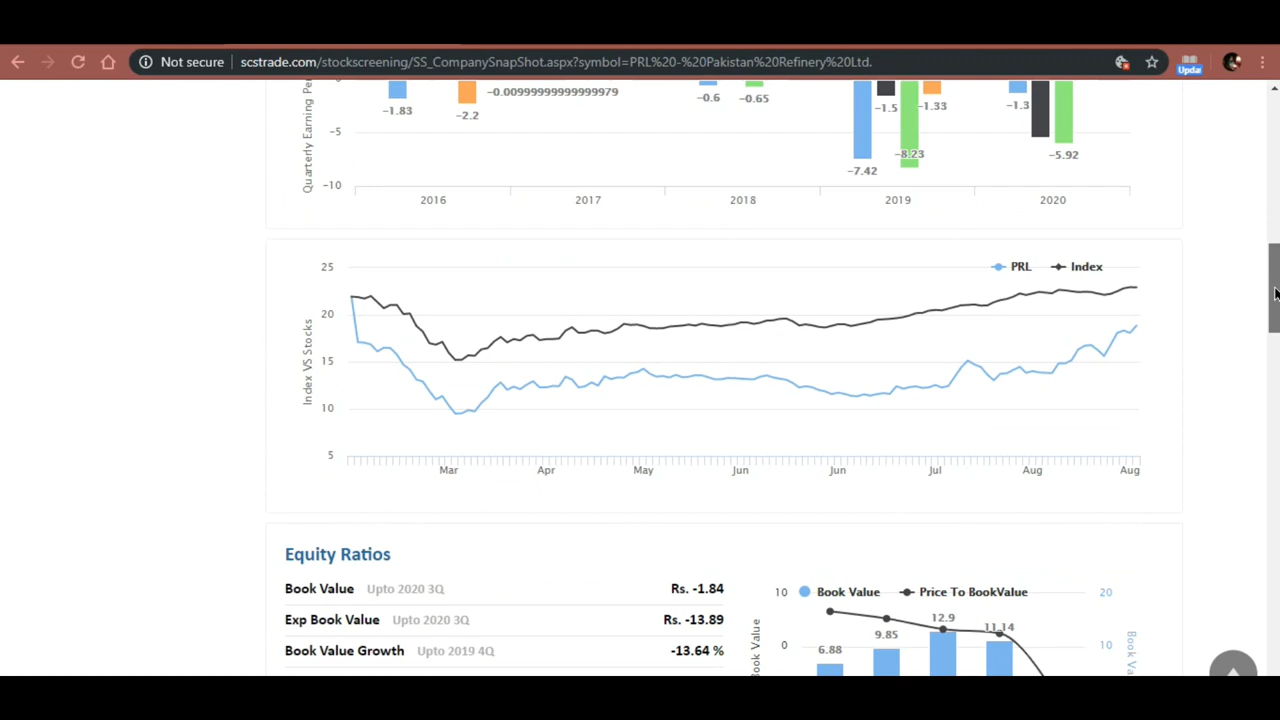 Not secure scstrade.com/stockscreening/SS_CompanySnapShot.aspx?symbol=PRL%20-%20Pakistan%20Refinery%20Ltd.
Upda
Quarterly Earning Per
−1.83
−2.2
−0.00999999999999979
−0.6
−0.65
−7.42
−1.5
−8.23
−1.33
−1.3
−5.92
−5
−10
2016 2017 2018 2019 2020
PRL Index
Index VS Stocks
25
20
15
10
5
Mar Apr May Jun Jun Jul Aug Aug
Equity Ratios
Book Value Upto 2020 3Q Rs. -1.84
Exp Book Value Upto 2020 3Q Rs. -13.89
Book Value Growth Upto 2019 4Q -13.64 %
10 Book Value Price To BookValue 20
6.88
9.85
12.9
11.14
0
10
Book Value